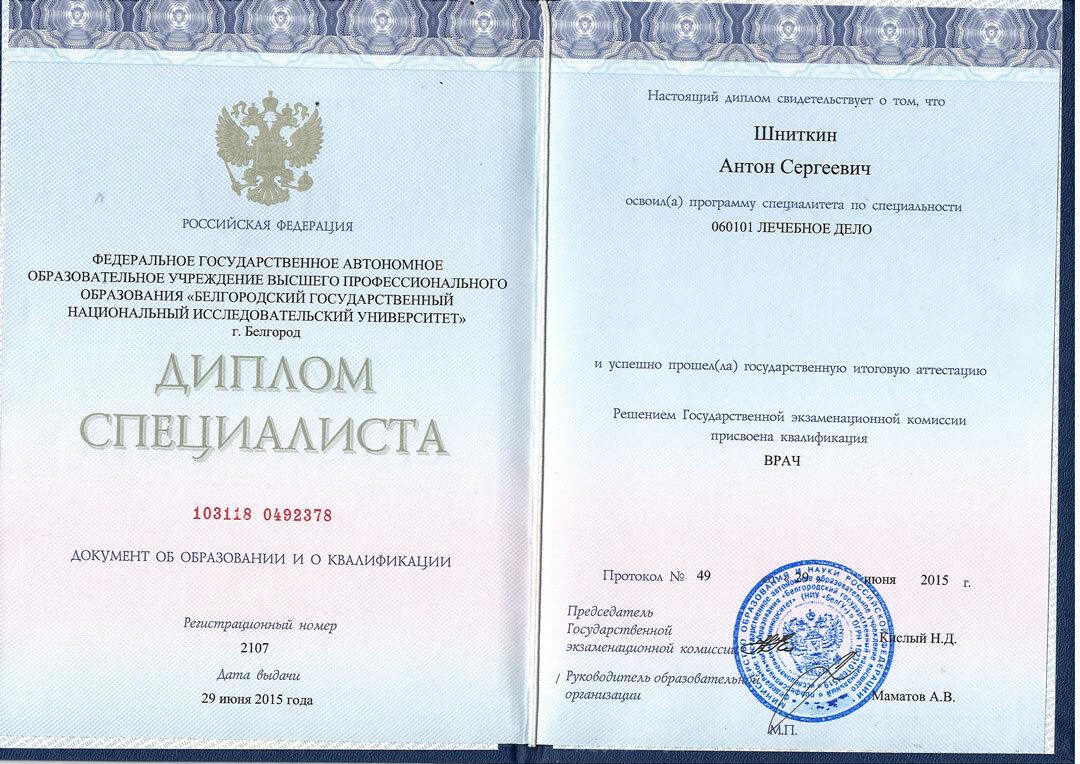 РОССИЙСКАЯ ФЕДЕРАЦИЯ
ФЕДЕРАЛЬНОЕ ГОСУДАРСТВЕННОЕ АВТОНОМНОЕ
ОБРАЗОВАТЕЛЬНОЕ УЧРЕЖДЕНИЕ ВЫСШЕГО ПРОФЕССИОНАЛЬНОГО
ОБРАЗОВАНИЯ «БЕЛГОРОДСКИЙ ГОСУДАРСТВЕННЫЙ
НАЦИОНАЛЬНЫЙ ИССЛЕДОВАТЕЛЬСКИЙ УНИВЕРСИТЕТ»
г. Белгород
ДИПЛОМ
СПЕЦИАЛИСТА
103118 0492378
ДОКУМЕНТ ОБ ОБРАЗОВАНИИ И О КВАЛИФИКАЦИИ
Регистрационный номер
2107
Дата выдачи
29 июня 2015 года
Настоящий диплом свидетельствует о том, что
Шниткин
Антон Сергеевич
освоил(а) программу специалитета по специальности
060101 ЛЕЧЕБНОЕ ДЕЛО
и успешно прошел(ла) государственную итоговую аттестацию
Решением Государственной экзаменационной комиссии
присвоена квалификация
ВРАЧ
Протокол № 49 29 июня 2015 г.
Председатель
Государственной
экзаменационной комиссии Кислый Н.Д.
Руководитель образовательной
организации Маматов А.В.
М.П.